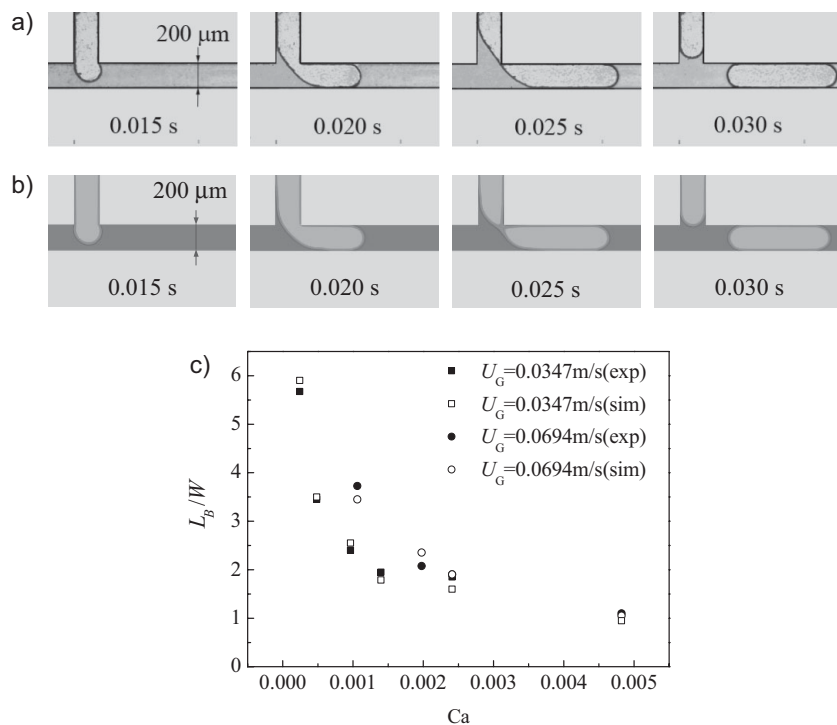 a)
200 μm
0.015 s
0.020 s
0.025 s
0.030 s
b)
200 μm
0.015 s
0.020 s
0.025 s
0.030 s
c)
6
5
4
3
2
1
0
L_B/W
U_G=0.0347m/s(exp)
U_G=0.0347m/s(sim)
U_G=0.0694m/s(exp)
U_G=0.0694m/s(sim)
0.000 0.001 0.002 0.003 0.004 0.005
Ca